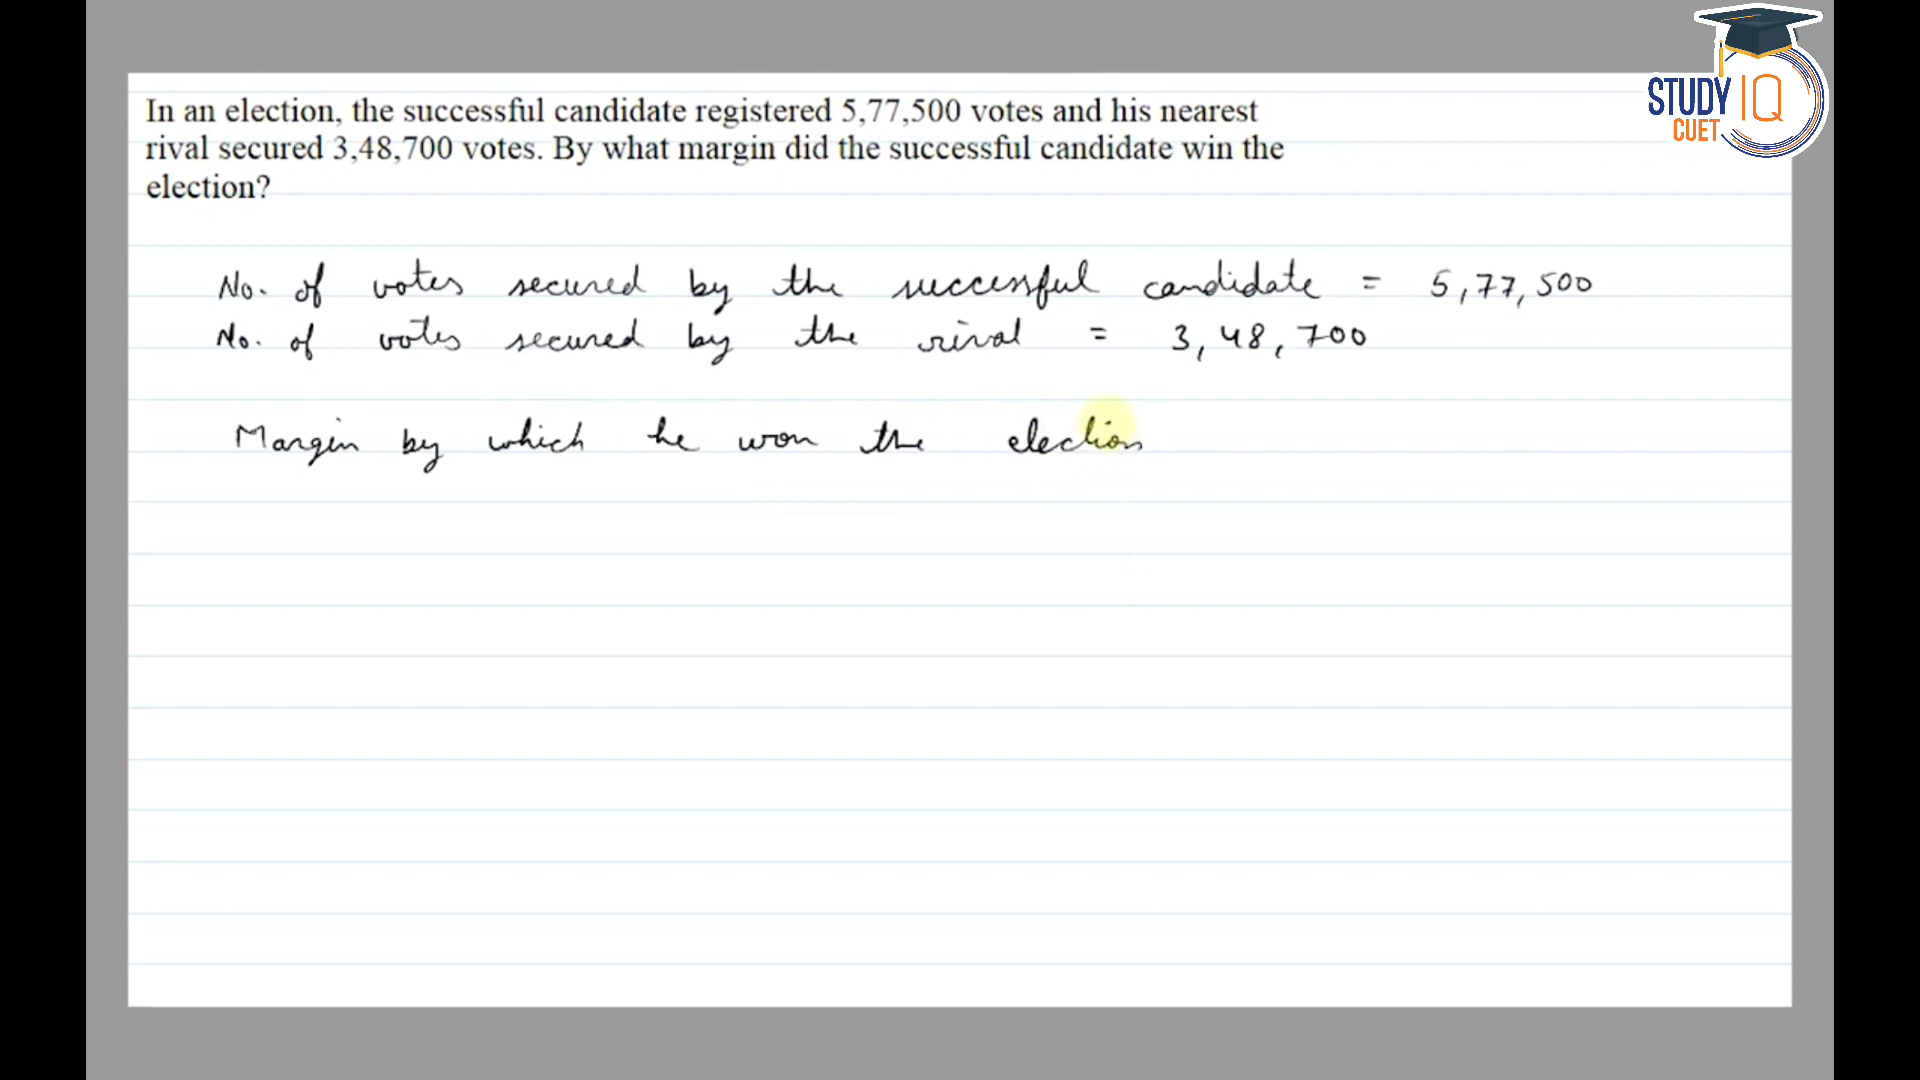 STUDY IQ
CUET
In an election, the successful candidate registered 5,77,500 votes and his nearest
rival secured 3,48,700 votes. By what margin did the successful candidate win the
election?
No. of votes secured by the successful candidate = 5,77,500
No. of votes secured by the rival = 3,48,700
Margin by which he won the election